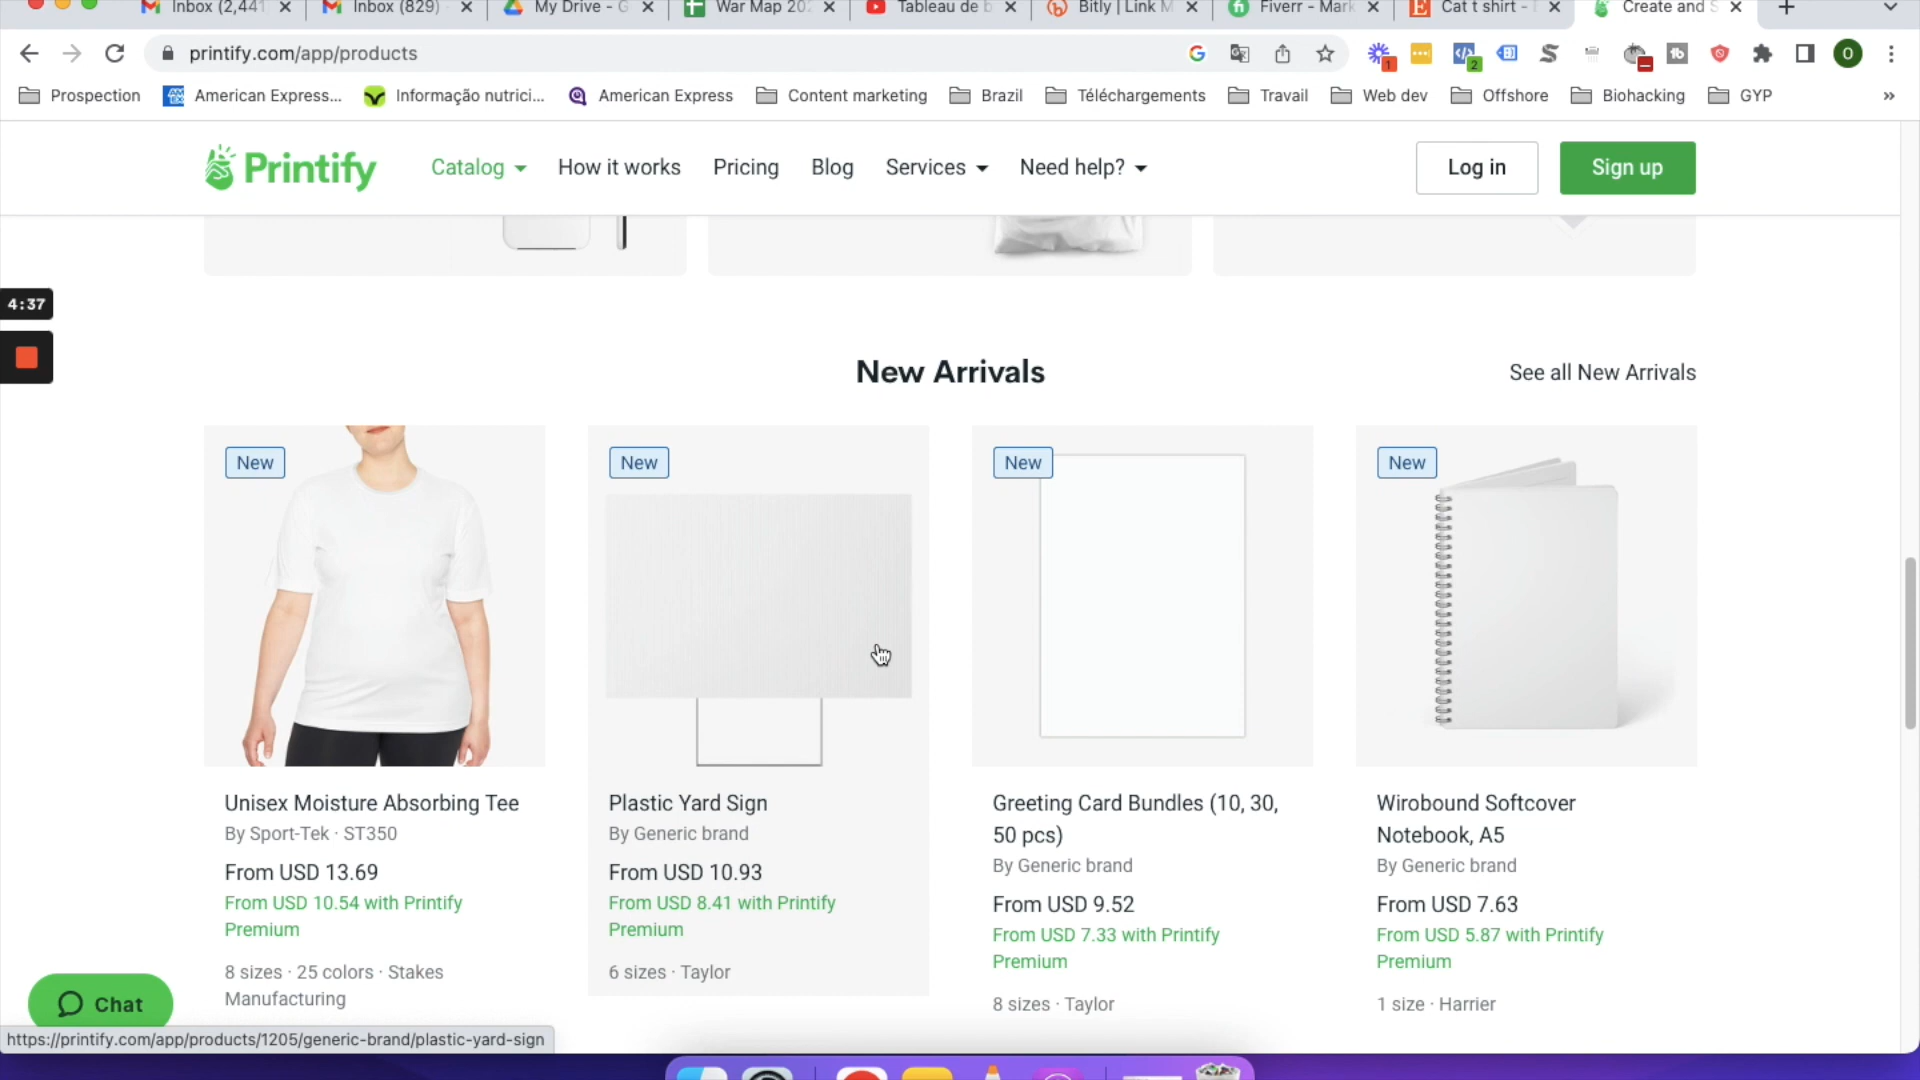 Inbox (2,441
Inbox (829)
My Drive - G
War Map 202
Tableau de b
Bitly | Link M
Fiverr - Mark
Cat t shirt -
Create and S
printify.com/app/products
1
2
O
Prospection
American Express...
Informação nutrici...
American Express
Content marketing
Brazil
Téléchargements
Travail
Web dev
Offshore
Biohacking
GYP
»
Printify
Catalog
How it works
Pricing
Blog
Services
Need help?
Log in
Sign up
4:37
New Arrivals
See all New Arrivals
New
Unisex Moisture Absorbing Tee
By Sport-Tek · ST350
From USD 13.69
From USD 10.54 with Printify
Premium
8 sizes · 25 colors · Stakes
Manufacturing
New
Plastic Yard Sign
By Generic brand
From USD 10.93
From USD 8.41 with Printify
Premium
6 sizes · Taylor
New
Greeting Card Bundles (10, 30,
50 pcs)
By Generic brand
From USD 9.52
From USD 7.33 with Printify
Premium
8 sizes · Taylor
New
Wirobound Softcover
Notebook, A5
By Generic brand
From USD 7.63
From USD 5.87 with Printify
Premium
1 size · Harrier
Chat
https://printify.com/app/products/1205/generic-brand/plastic-yard-sign